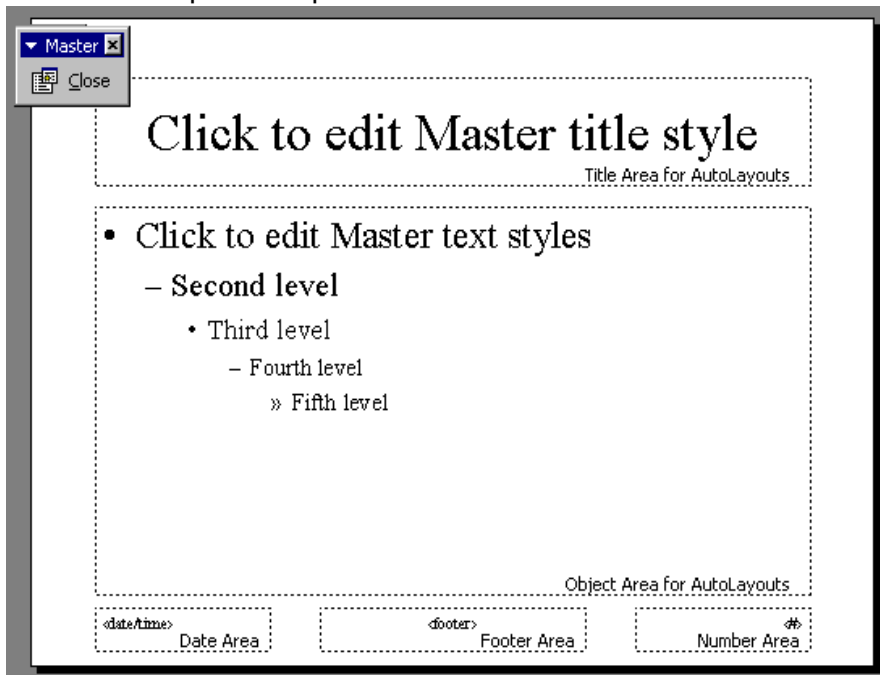 Master
Close
Click to edit Master title style
Title Area for AutoLayouts
• Click to edit Master text styles
– Second level
• Third level
– Fourth level
» Fifth level
Object Area for AutoLayouts
<date/time>
Date Area
<footer>
Footer Area
<#>
Number Area